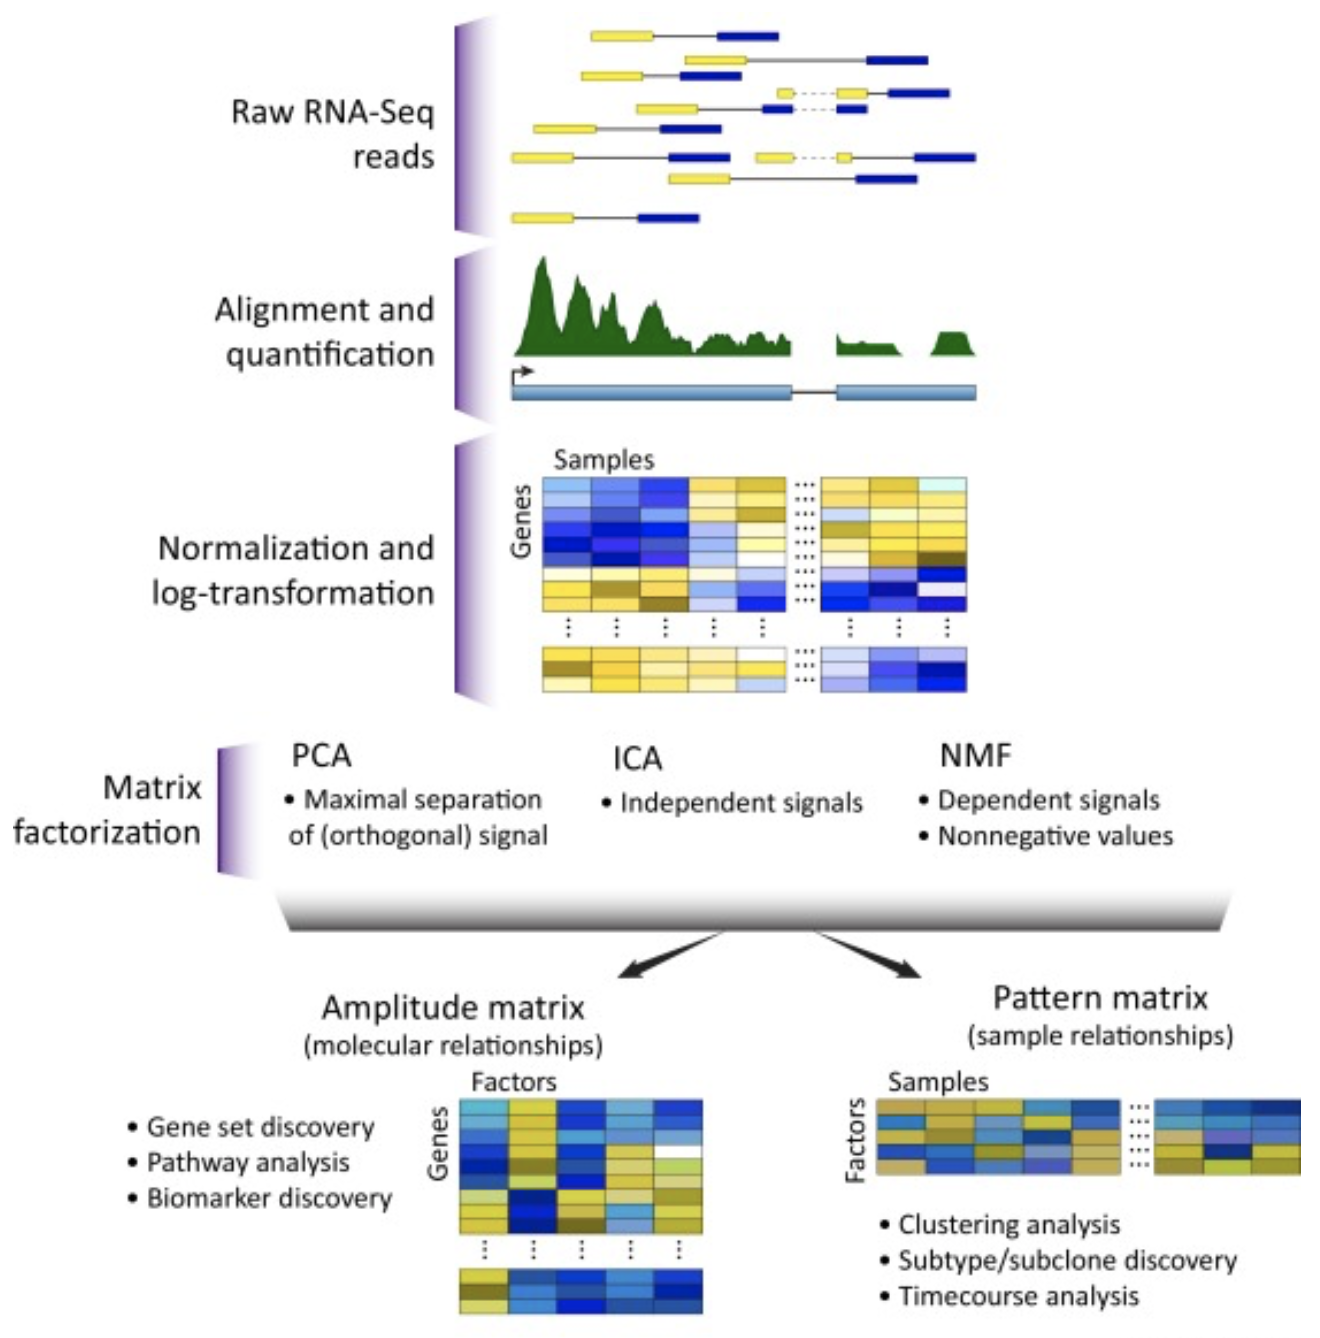 Raw RNA-Seq
reads
Alignment and
quantification
Samples
Genes
Normalization and
log-transformation
Matrix
factorization
PCA
• Maximal separation
of (orthogonal) signal
ICA
• Independent signals
NMF
• Dependent signals
• Nonnegative values
Amplitude matrix
(molecular relationships)
Factors
Genes
• Gene set discovery
• Pathway analysis
• Biomarker discovery
Pattern matrix
(sample relationships)
Samples
Factors
• Clustering analysis
• Subtype/subclone discovery
• Timecourse analysis